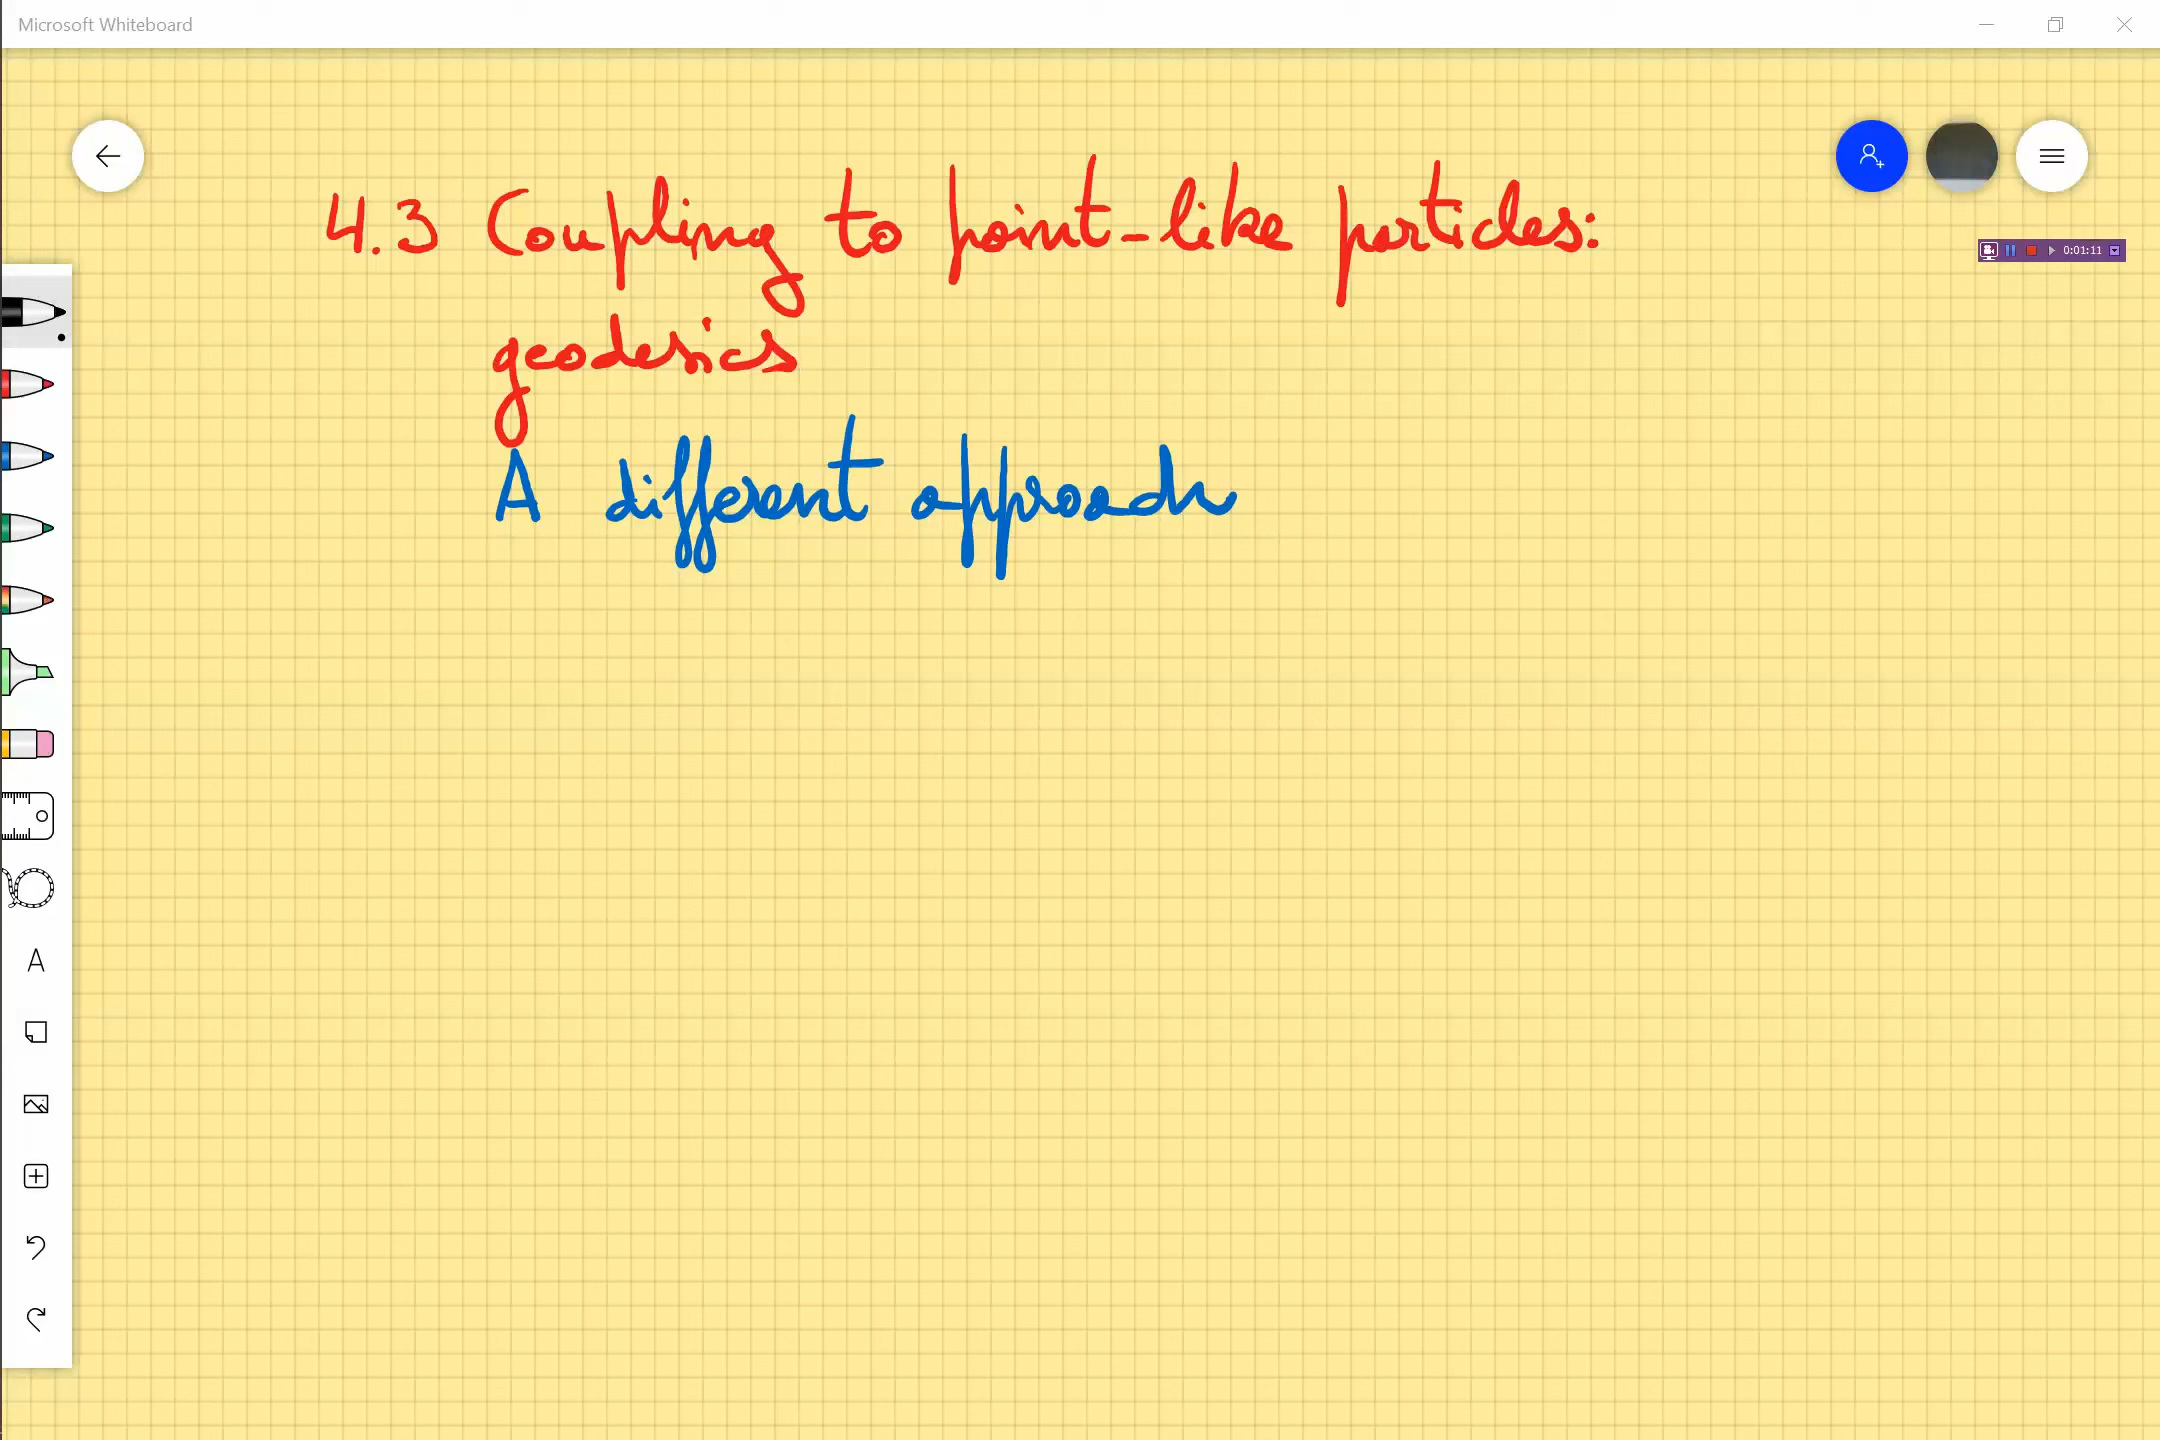 Microsoft Whiteboard
4.3 Coupling to point-like particles:
0:01:11
geodesics
A different approach
A